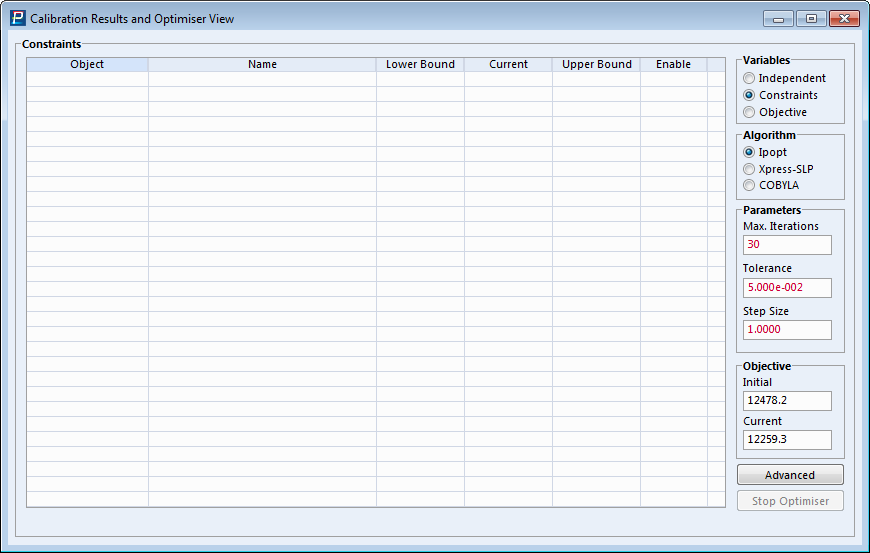 Calibration Results and Optimiser View
Constraints
Object Name Lower Bound Current Upper Bound Enable
Variables
Independent
Constraints
Objective
Algorithm
Ipopt
Xpress-SLP
COBYLA
Parameters
Max. Iterations
30
Tolerance
5.000e-002
Step Size
1.0000
Objective
Initial
12478.2
Current
12259.3
Advanced
Stop Optimiser